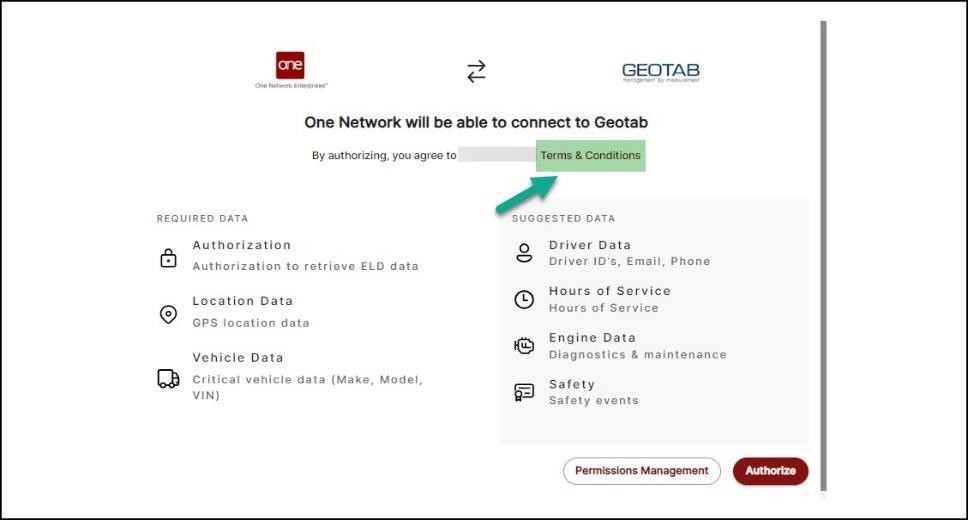 one
One Network Enterprises®
GEOTAB
management by measurement
One Network will be able to connect to Geotab
By authorizing, you agree to Terms & Conditions
REQUIRED DATA
Authorization
Authorization to retrieve ELD data
Location Data
GPS location data
Vehicle Data
Critical vehicle data (Make, Model,
VIN)
SUGGESTED DATA
Driver Data
Driver ID's, Email, Phone
Hours of Service
Hours of Service
Engine Data
Diagnostics & maintenance
Safety
Safety events
Permissions Management
Authorize